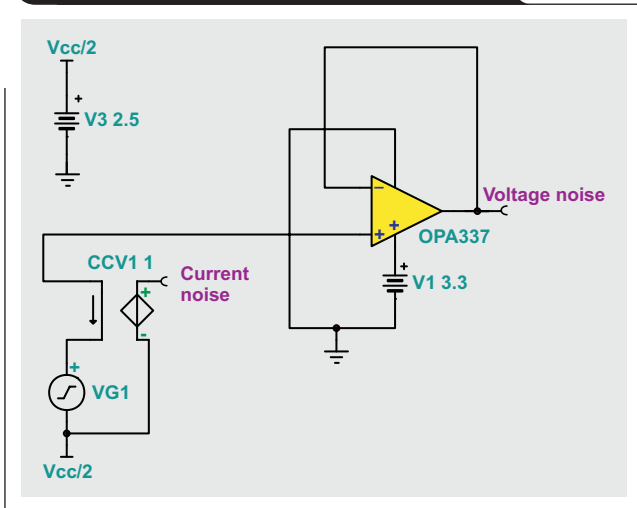 Vcc/2
+
V3 2.5
−
+
+
Voltage noise
OPA337
+
V1 3.3
CCV1 1
Current
noise
+
-
+
VG1
Vcc/2